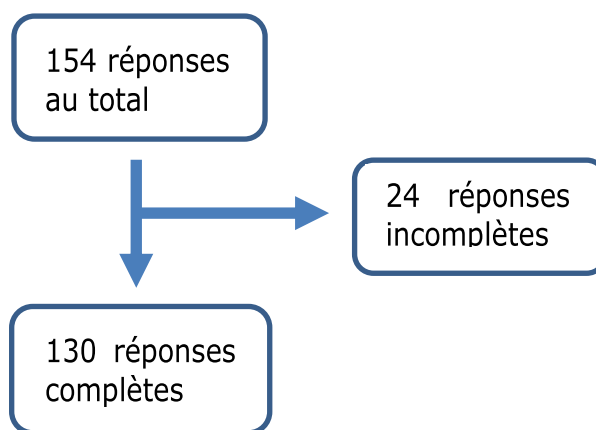 154 réponses
au total
24 réponses
incomplètes
130 réponses
complètes